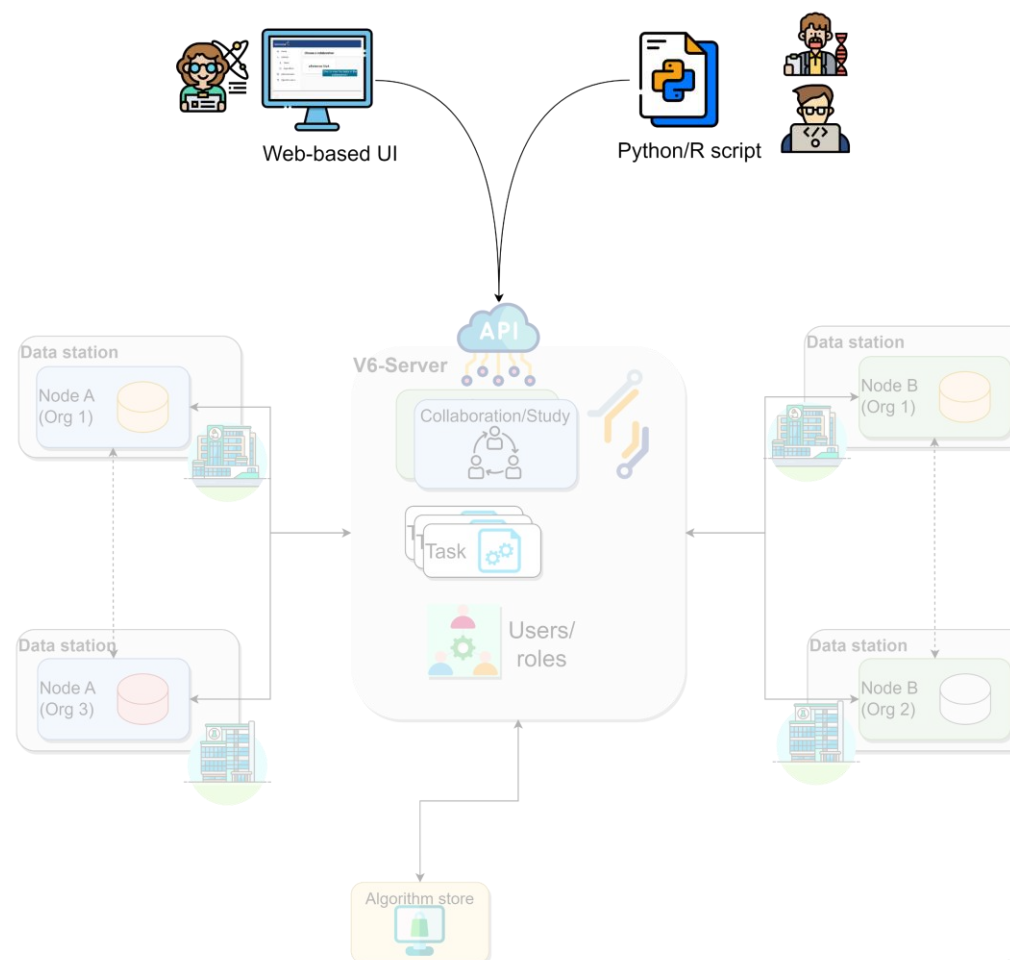 Web-based UI
Python/R script
API
V6-Server
Collaboration/Study
Task
Users/
roles
Data station
Node A
(Org 1)
Data station
Node B
(Org 1)
Data station
Node A
(Org 3)
Data station
Node B
(Org 2)
Algorithm store